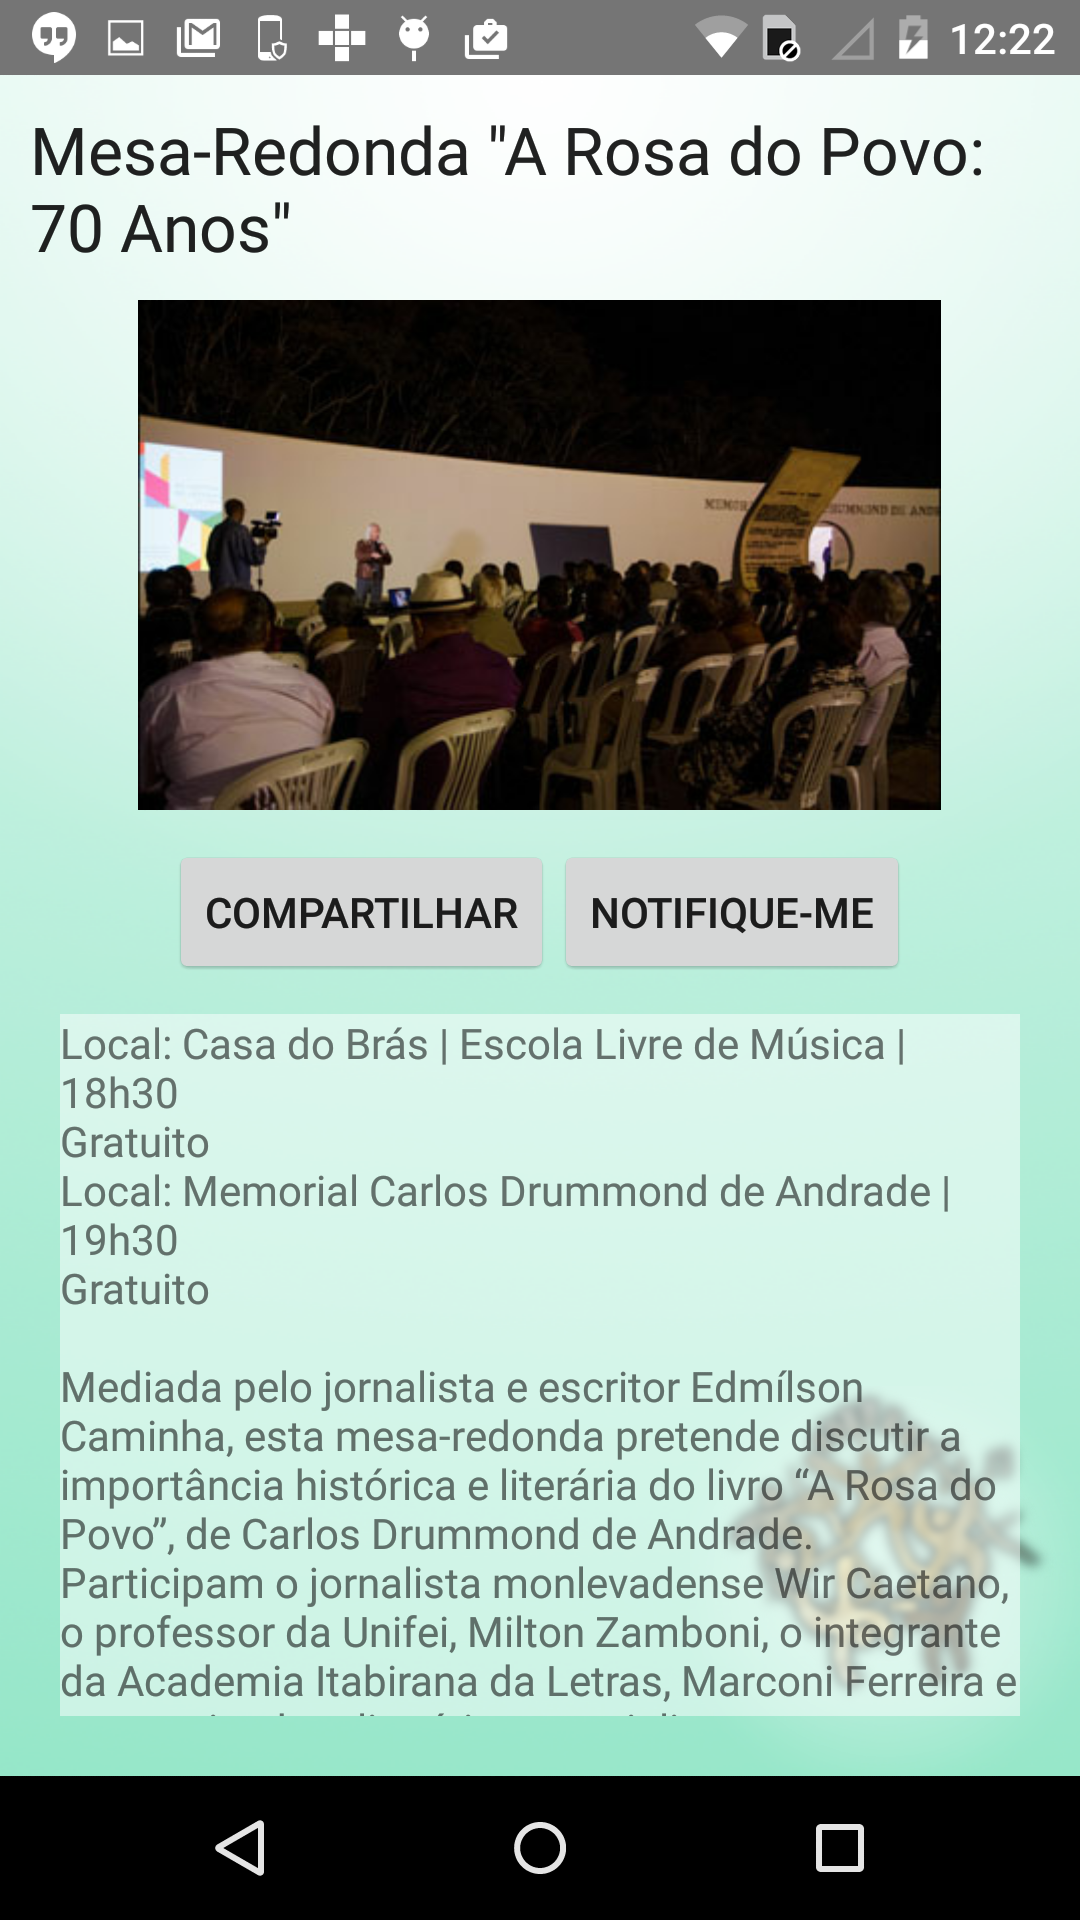 12:22
Mesa-Redonda "A Rosa do Povo:
70 Anos"
COMPARTILHAR
NOTIFIQUE-ME
Local: Casa do Brás | Escola Livre de Música |
18h30
Gratuito
Local: Memorial Carlos Drummond de Andrade |
19h30
Gratuito
Mediada pelo jornalista e escritor Edmílson
Caminha, esta mesa-redonda pretende discutir a
importância histórica e literária do livro “A Rosa do
Povo”, de Carlos Drummond de Andrade.
Participam o jornalista monlevadense Wir Caetano,
o professor da Unifei, Milton Zamboni, o integrante
da Academia Itabirana da Letras, Marconi Ferreira e